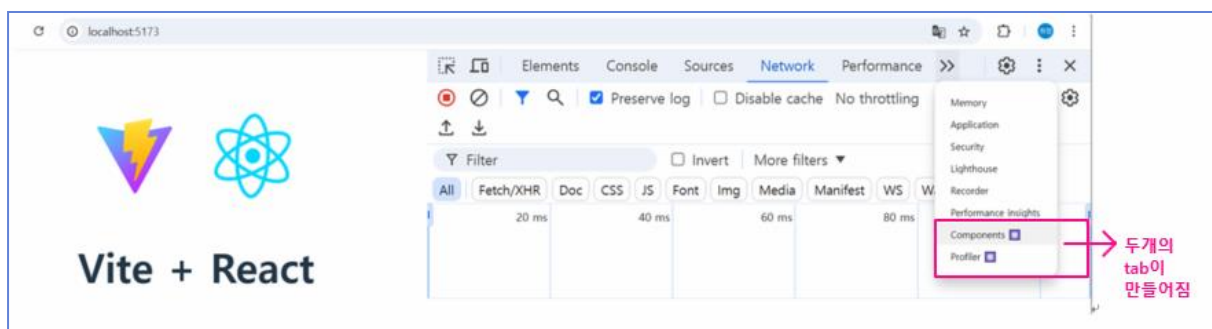 localhost:5173
Elements Console Sources Network Performance
Preserve log Disable cache No throttling
Filter Invert More filters ▼
All Fetch/XHR Doc CSS JS Font Img Media Manifest WS W
20 ms 40 ms 60 ms 80 ms
Memory
Application
Security
Lighthouse
Recorder
Performance insights
Components
Profiler
Vite + React
두개의
tab이
만들어짐